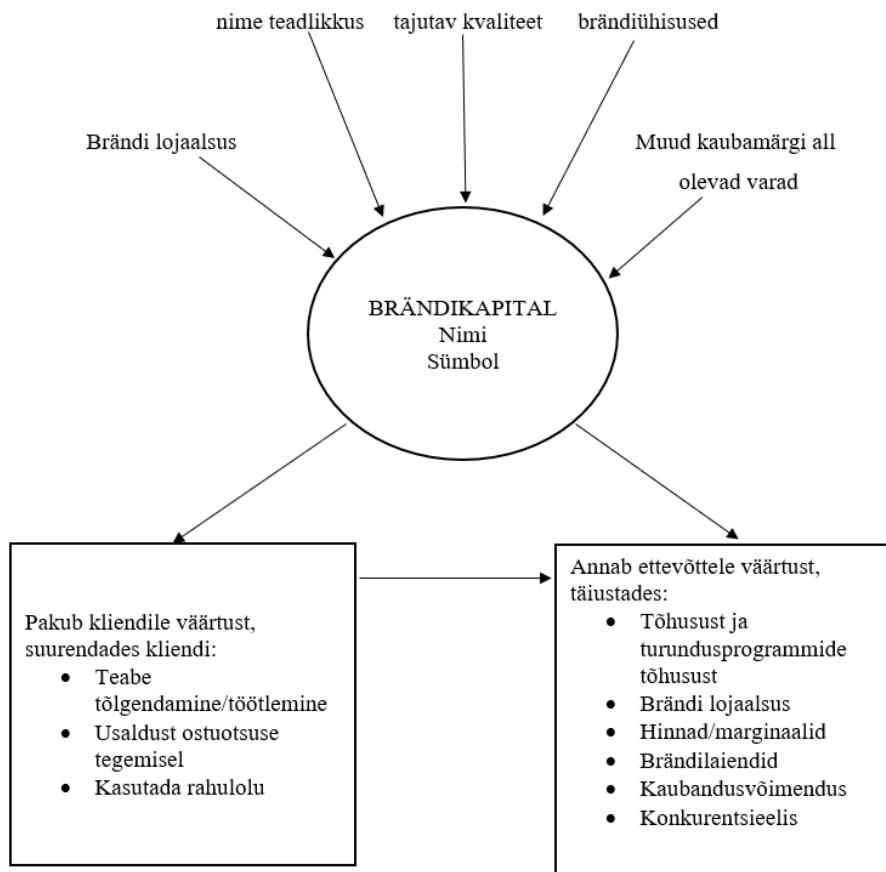 nime teadlikkus tajutav kvaliteet brändiühisused
Brändi lojaalsus
Muud kaubamärgi all
olevad varad
BRÄNDIKAPITAL
Nimi
Sümbol
Pakub kliendile väärtust,
suurendades kliendi:
• Teabe
tõlgendamine/töötlemine
• Usaldust ostuotsuse
tegemisel
• Kasutada rahulolu
Annab ettevõttele väärtust,
täiustades:
• Tõhusust ja
turundusprogrammide
tõhusust
• Brändi lojaalsus
• Hinnad/marginaalid
• Brändilaiendid
• Kaubandusvõimendus
• Konkurentsieelis